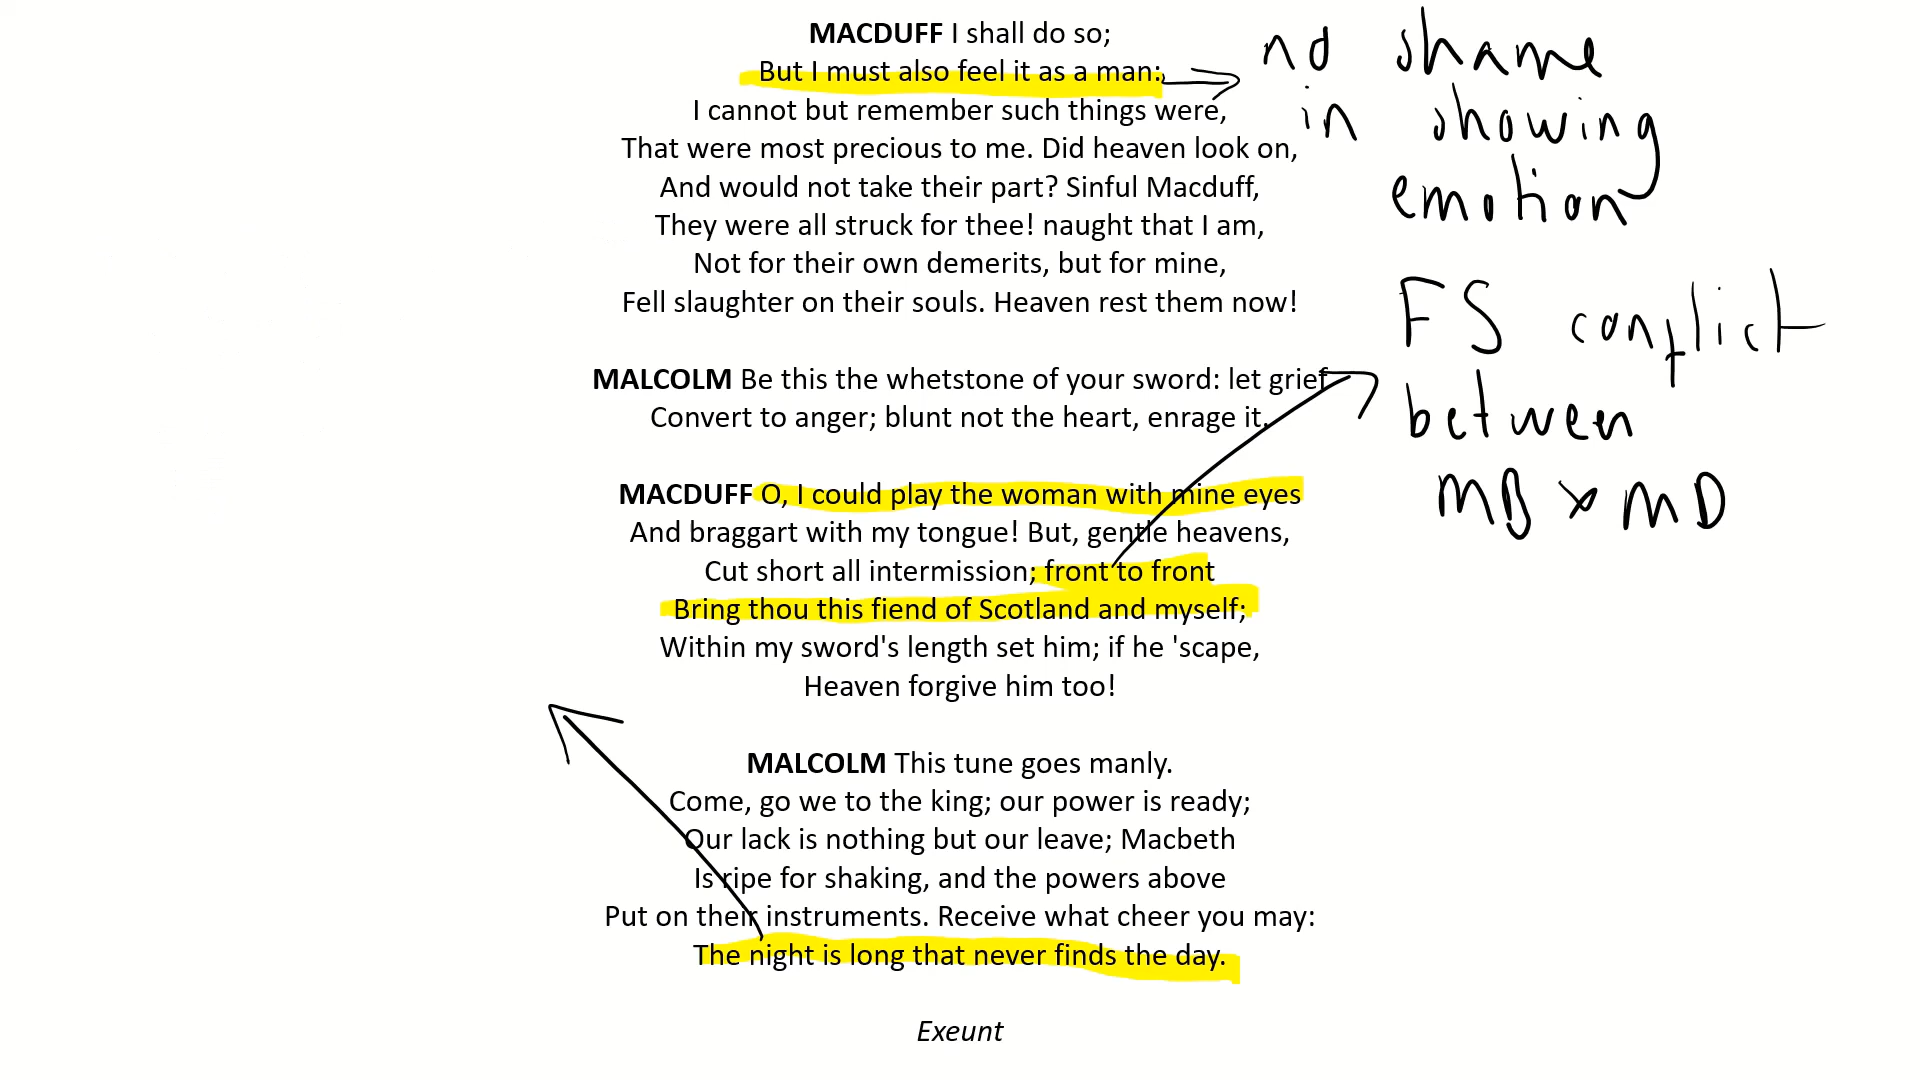 MACDUFF I shall do so;
But I must also feel it as a man:
I cannot but remember such things were,
That were most precious to me. Did heaven look on,
And would not take their part? Sinful Macduff,
They were all struck for thee! naught that I am,
Not for their own demerits, but for mine,
Fell slaughter on their souls. Heaven rest them now!
MALCOLM Be this the whetstone of your sword: let grief
Convert to anger; blunt not the heart, enrage it.
MACDUFF O, I could play the woman with mine eyes
And braggart with my tongue! But, gentle heavens,
Cut short all intermission; front to front
Bring thou this fiend of Scotland and myself;
Within my sword's length set him; if he 'scape,
Heaven forgive him too!
MALCOLM This tune goes manly.
Come, go we to the king; our power is ready;
Our lack is nothing but our leave; Macbeth
Is ripe for shaking, and the powers above
Put on their instruments. Receive what cheer you may:
The night is long that never finds the day.
Exeunt
no shame
in showing
emotion
FS conflict
between
MB x MD